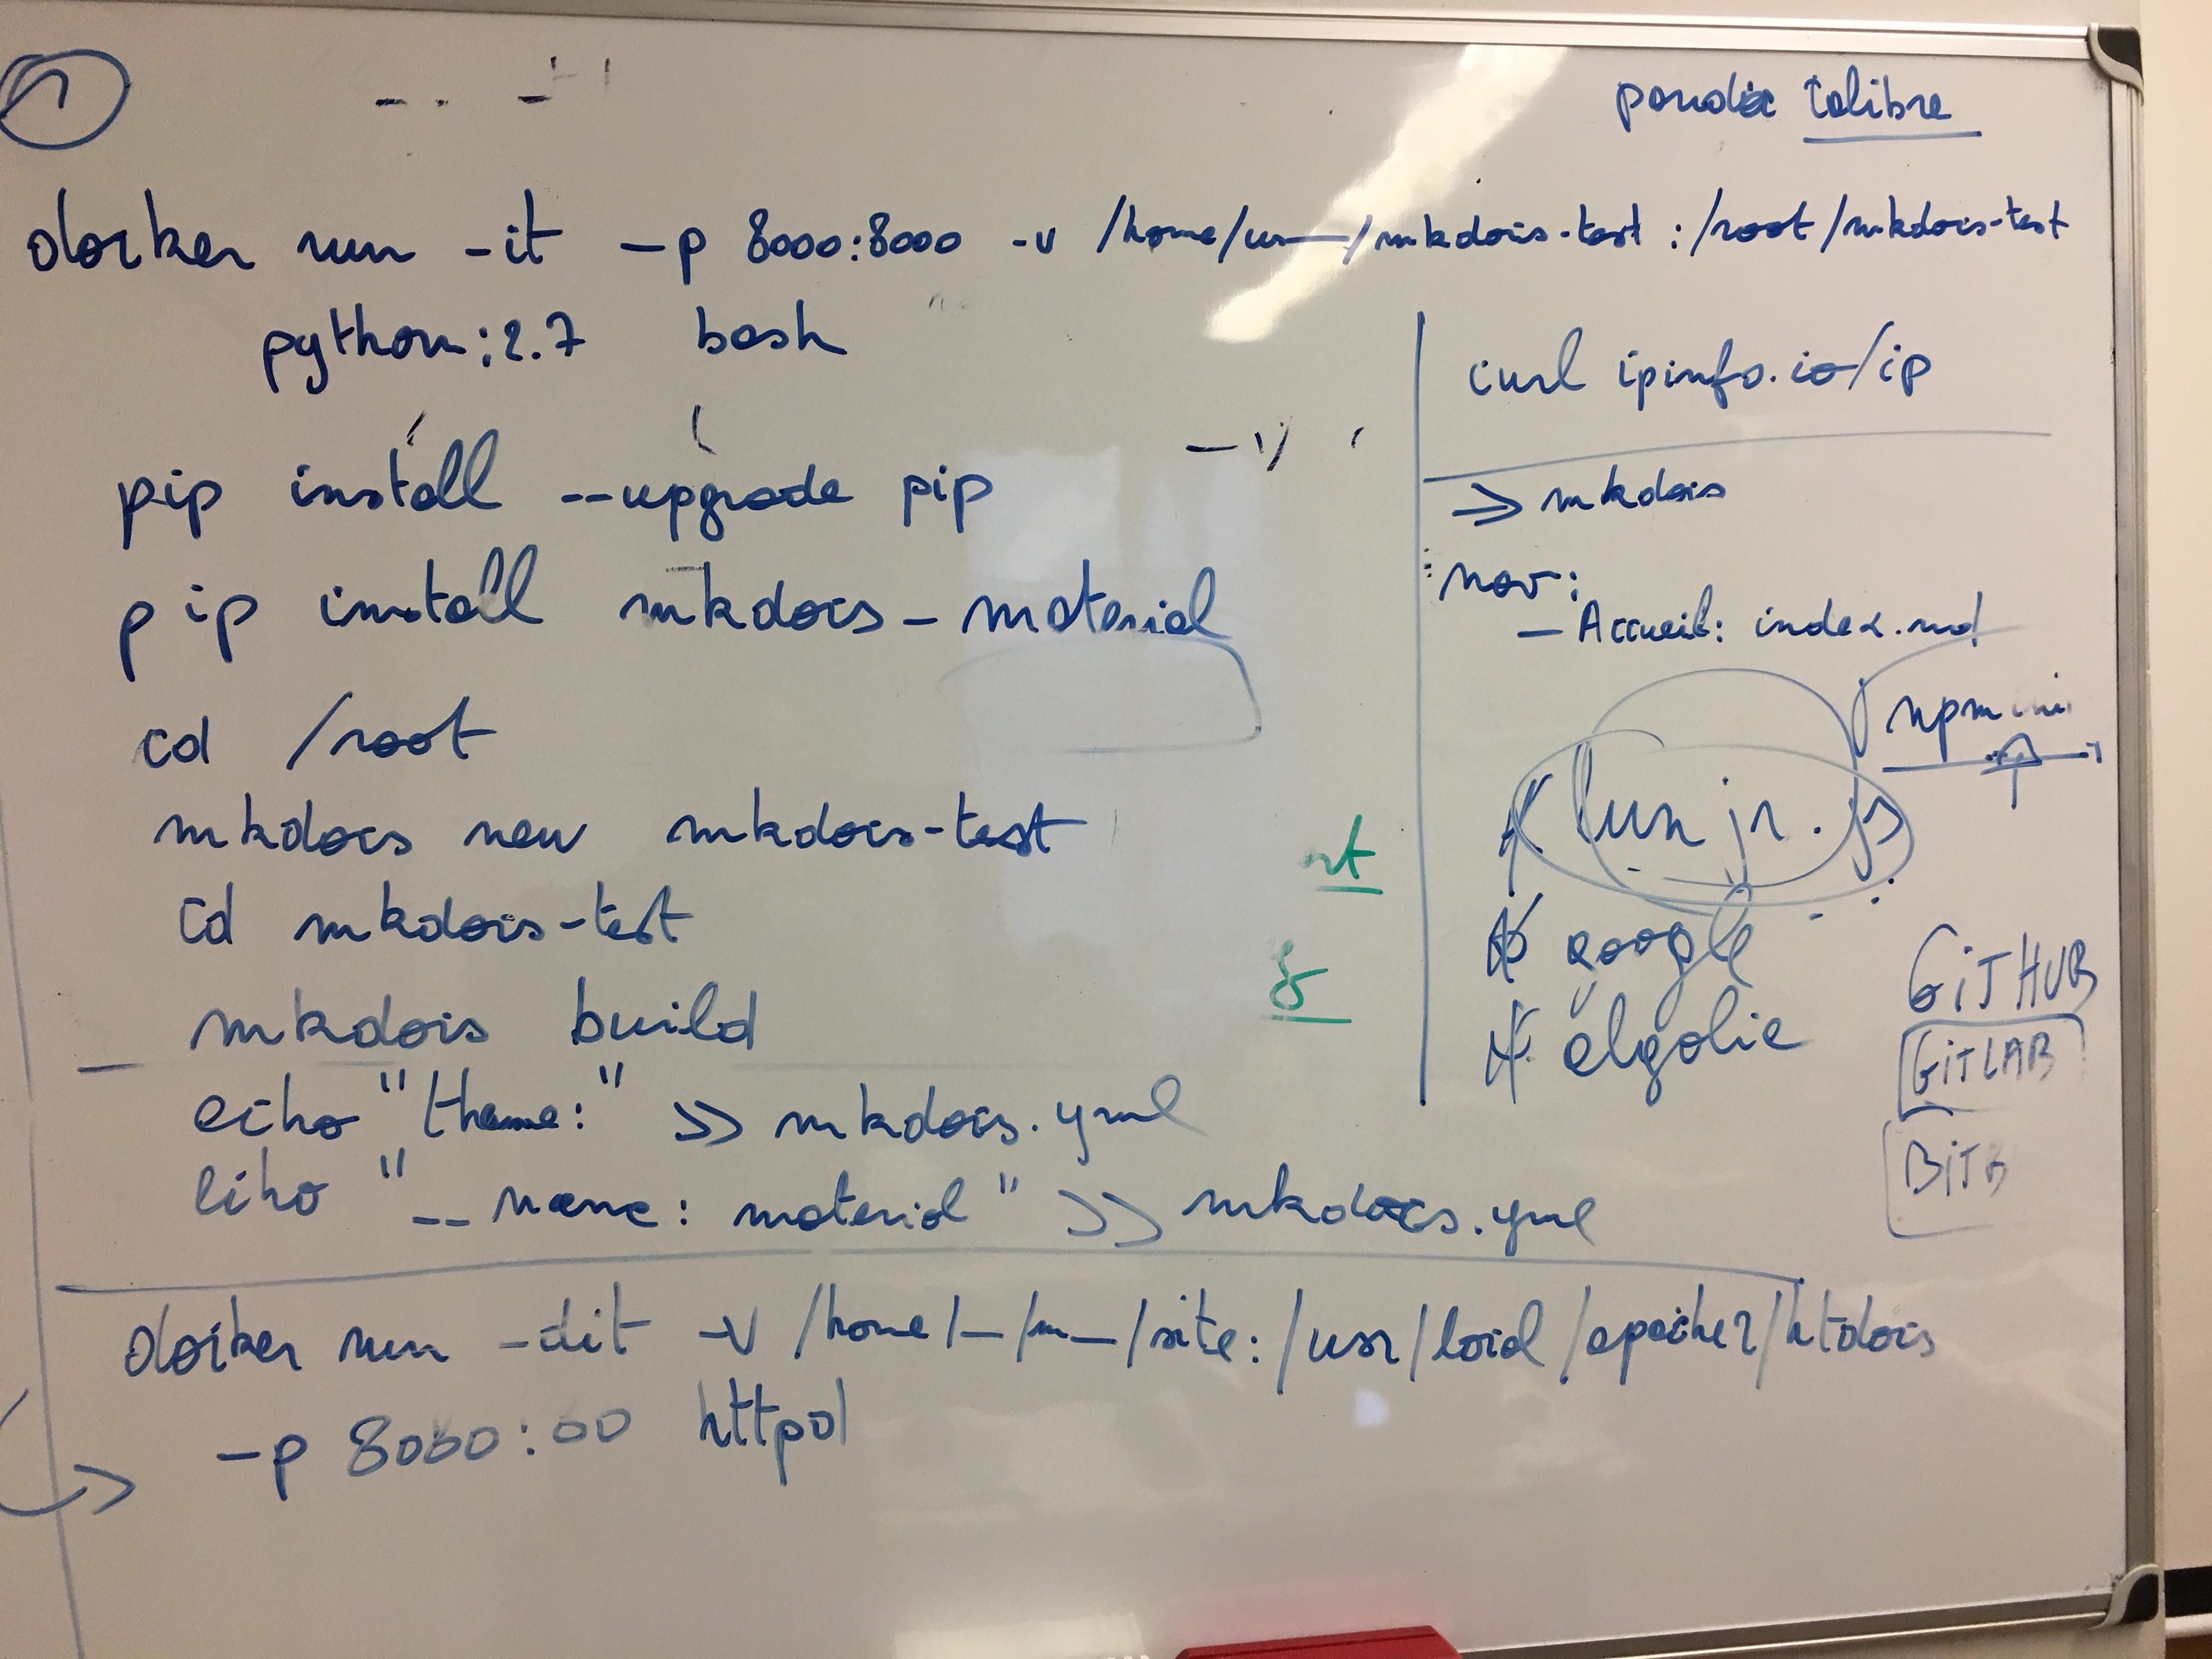 1
pandoc calibre
docker run -it -p 8000:8000 -v /home/us—/mkdocs-test:/root/mkdocs-test
python:2.7 bash
pip install --upgrade pip
pip install mkdocs-material
cd /root
mkdocs new mkdocs-test
cd mkdocs-test
mkdocs build
echo "theme:" >> mkdocs.yml
echo "__name: material" >> mkdocs.yml
docker run -dit -v /home/—/m—/site:/usr/local/apache2/htdocs
-p 8080:80 httpd
curl ipinfo.io/ip
=> mkdocs
nav:
- Accueil: index.md
npm
* lunr.js
* google
* algolia
GITHUB
GITLAB
BITB